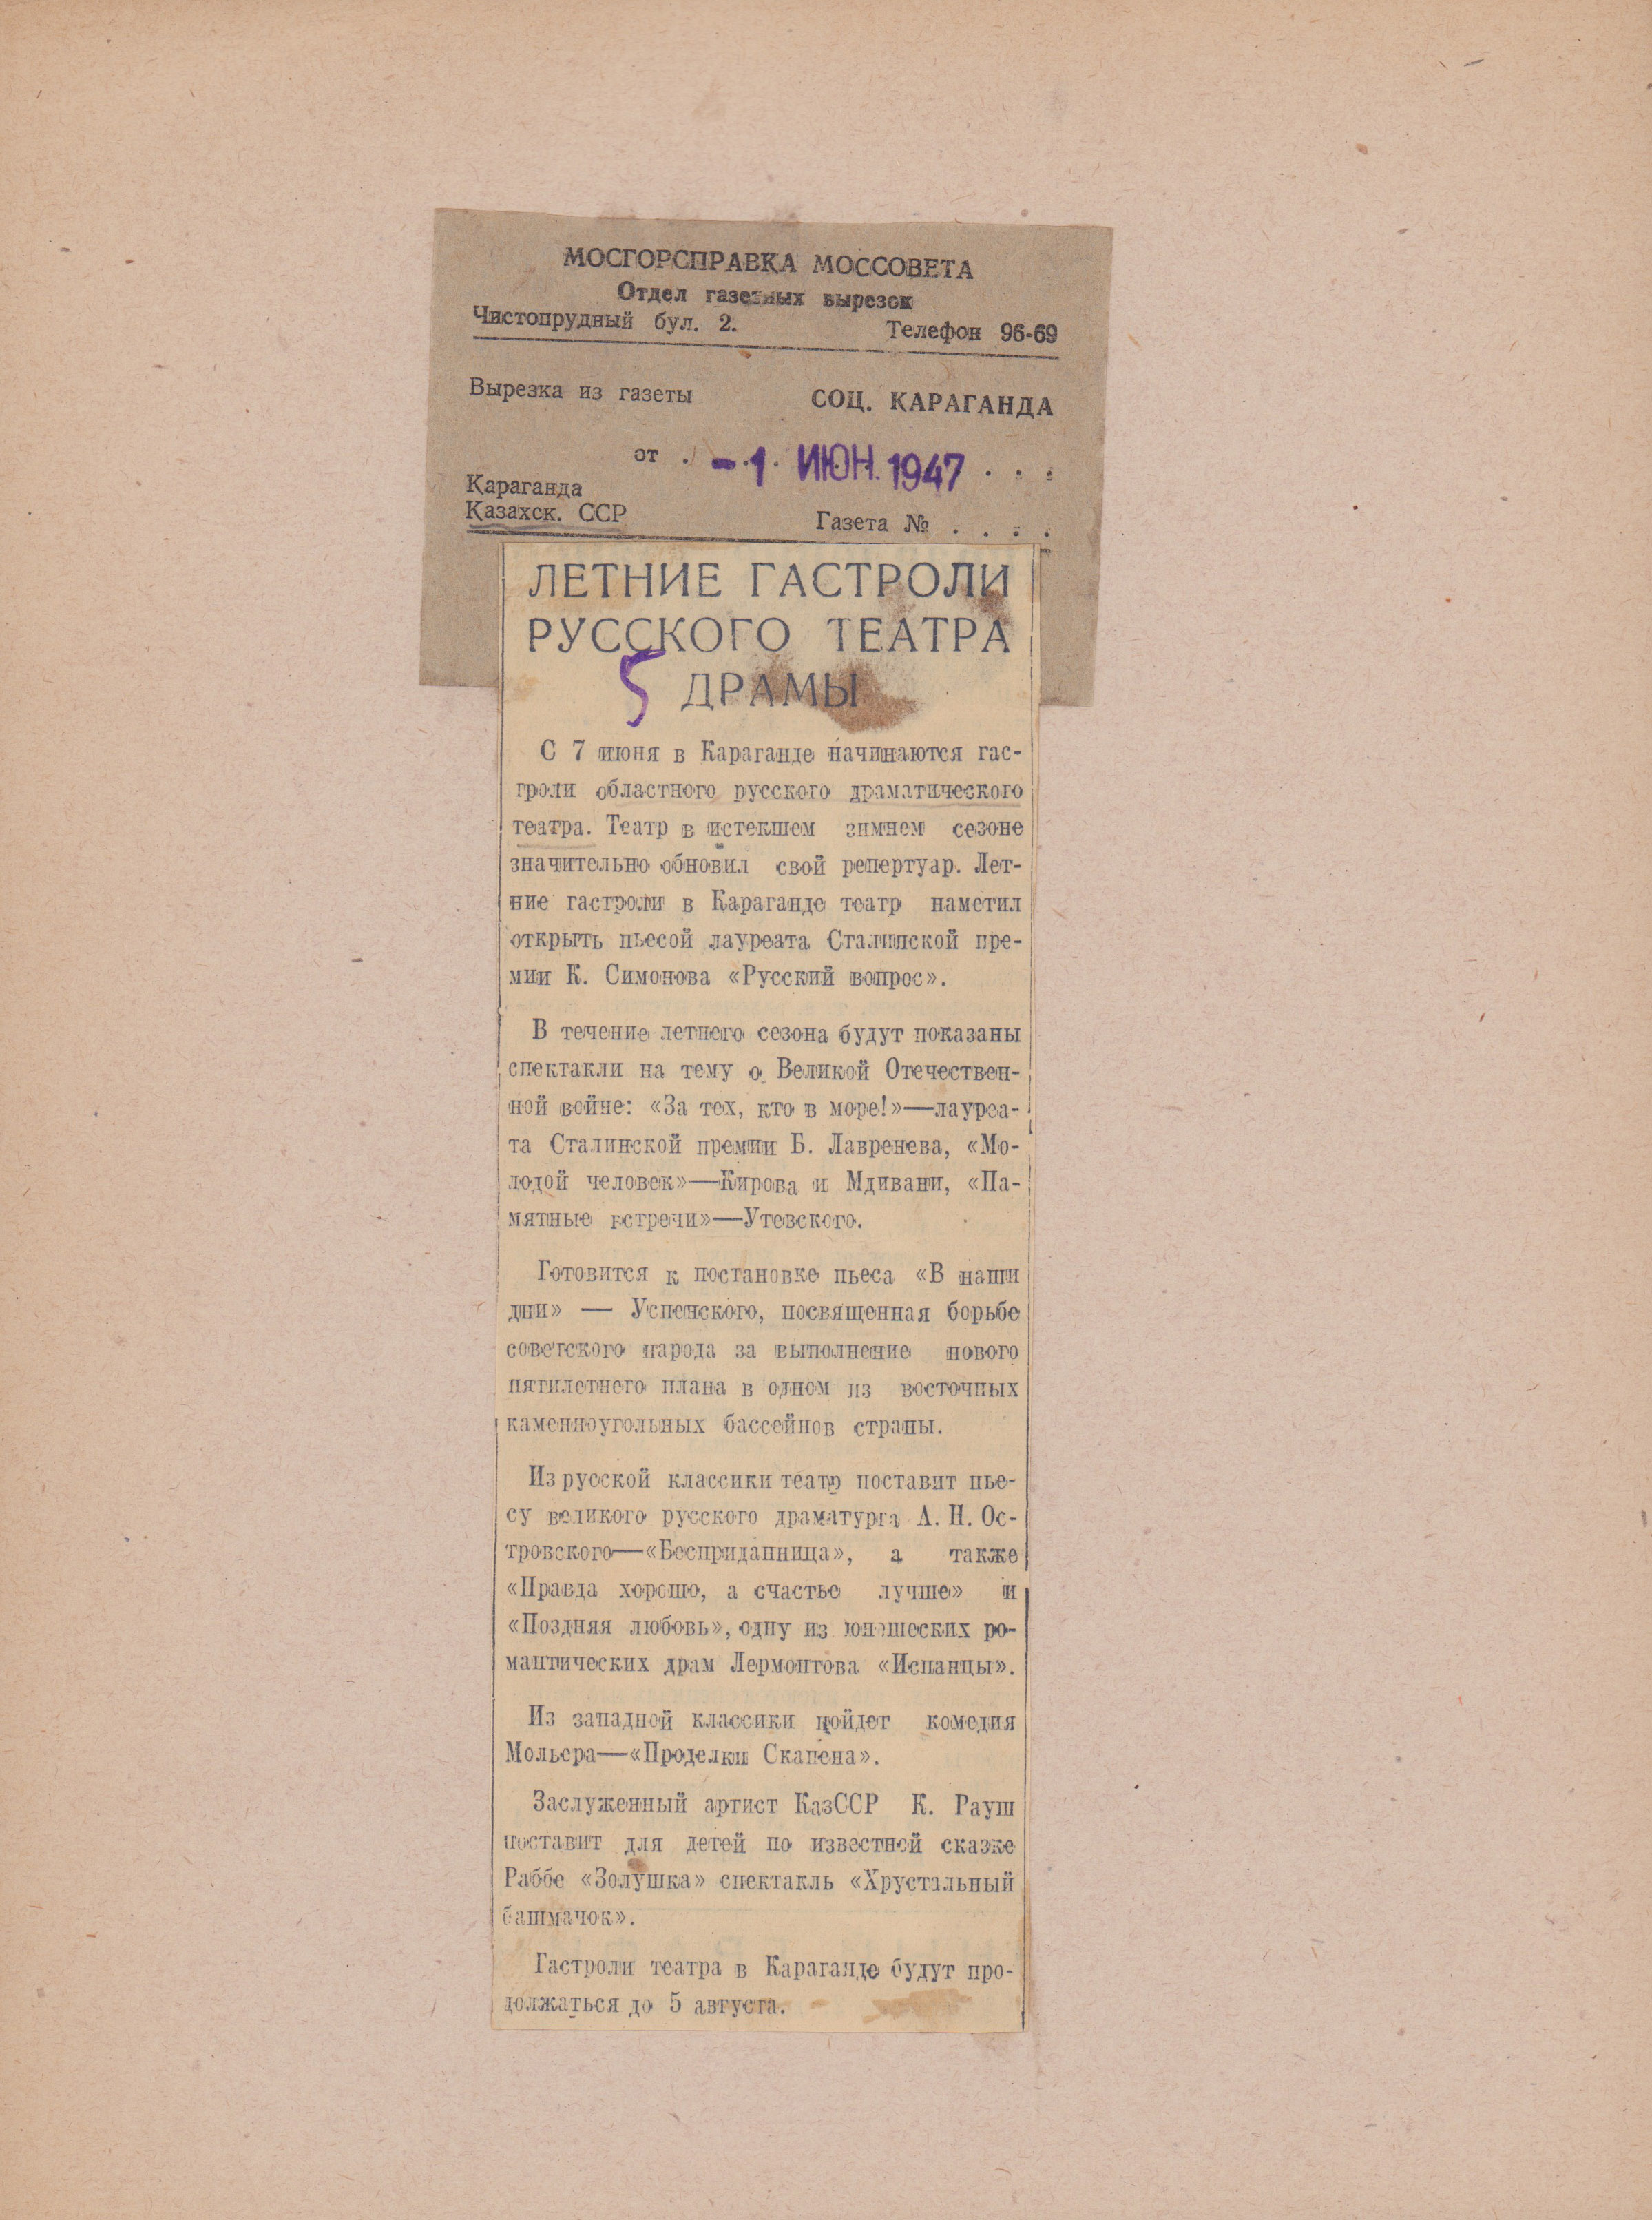 МОСГОРСПРАВКА МОССОВЕТА
Отдел газетных вырезок
Чистопрудный бул. 2. Телефон 96-69
Вырезка из газеты СОЦ. КАРАГАНДА
от . -1 ИЮН. 1947 . . .
Караганда
Казахск. ССР Газета № . . . .
ЛЕТНИЕ ГАСТРОЛИ
РУССКОГО ТЕАТРА
ДРАМЫ
С 7 июня в Караганде начинаются гас-
троли областного русского драматического
театра. Театр в истекшем зимнем сезоне
значительно обновил свой репертуар. Лет-
ние гастроли в Караганде театр наметил
открыть пьесой лауреата Сталинской пре-
мии К. Симонова «Русский вопрос».
В течение летнего сезона будут показаны
спектакли на тему о Великой Отечествен-
ной войне: «За тех, кто в море!»—лауреа-
та Сталинской премии Б. Лавренева, «Мо-
лодой человек»—Кирова и Мдивани, «Па-
мятные встречи»—Утевского.
Готовится к постановке пьеса «В наши
дни» — Успенского, посвященная борьбе
советского народа за выполнение нового
пятилетнего плана в одном из восточных
каменноугольных бассейнов страны.
Из русской классики театр поставит пье-
су великого русского драматурга А. Н. Ос-
тровского—«Бесприданница», а также
«Правда хорошо, а счастье лучше» и
«Поздняя любовь», одну из юношеских ро-
мантических драм Лермонтова «Испанцы».
Из западной классики пойдет комедия
Мольера—«Проделки Скапена».
Заслуженный артист КазССР К. Рауш
поставит для детей по известной сказке
Раббе «Золушка» спектакль «Хрустальный
башмачок».
Гастроли театра в Караганде будут про-
должаться до 5 августа.